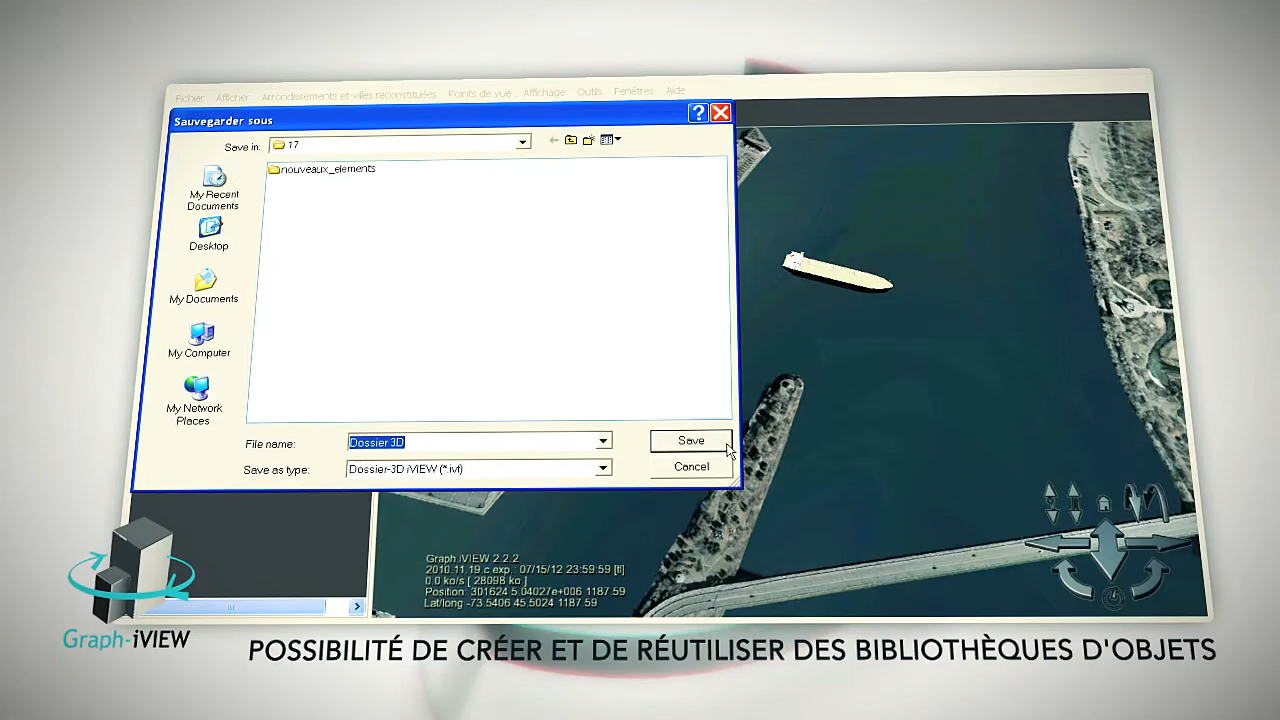 Fichier Afficher Arrondissements et villes reconstituées Points de vue Affichage Outils Fenêtres Aide
Sauvegarder sous
Save in: 17
nouveaux_elements
My Recent
Documents
Desktop
My Documents
My Computer
My Network
Places
File name: Dossier 3D
Save as type: Dossier-3D iVIEW (*.ivf)
Save
Cancel
Graph iVIEW 2.2.2
2010.11.19 c exp.: 07/15/12 23:59:59 [tl]
0.0 ko/s [ 28098 ko ]
Position: 301624 5.04027e+006 1187.59
Lat/long -73.5406 45.5024 1187.59
Graph-iVIEW
POSSIBILITÉ DE CRÉER ET DE RÉUTILISER DES BIBLIOTHÈQUES D'OBJETS